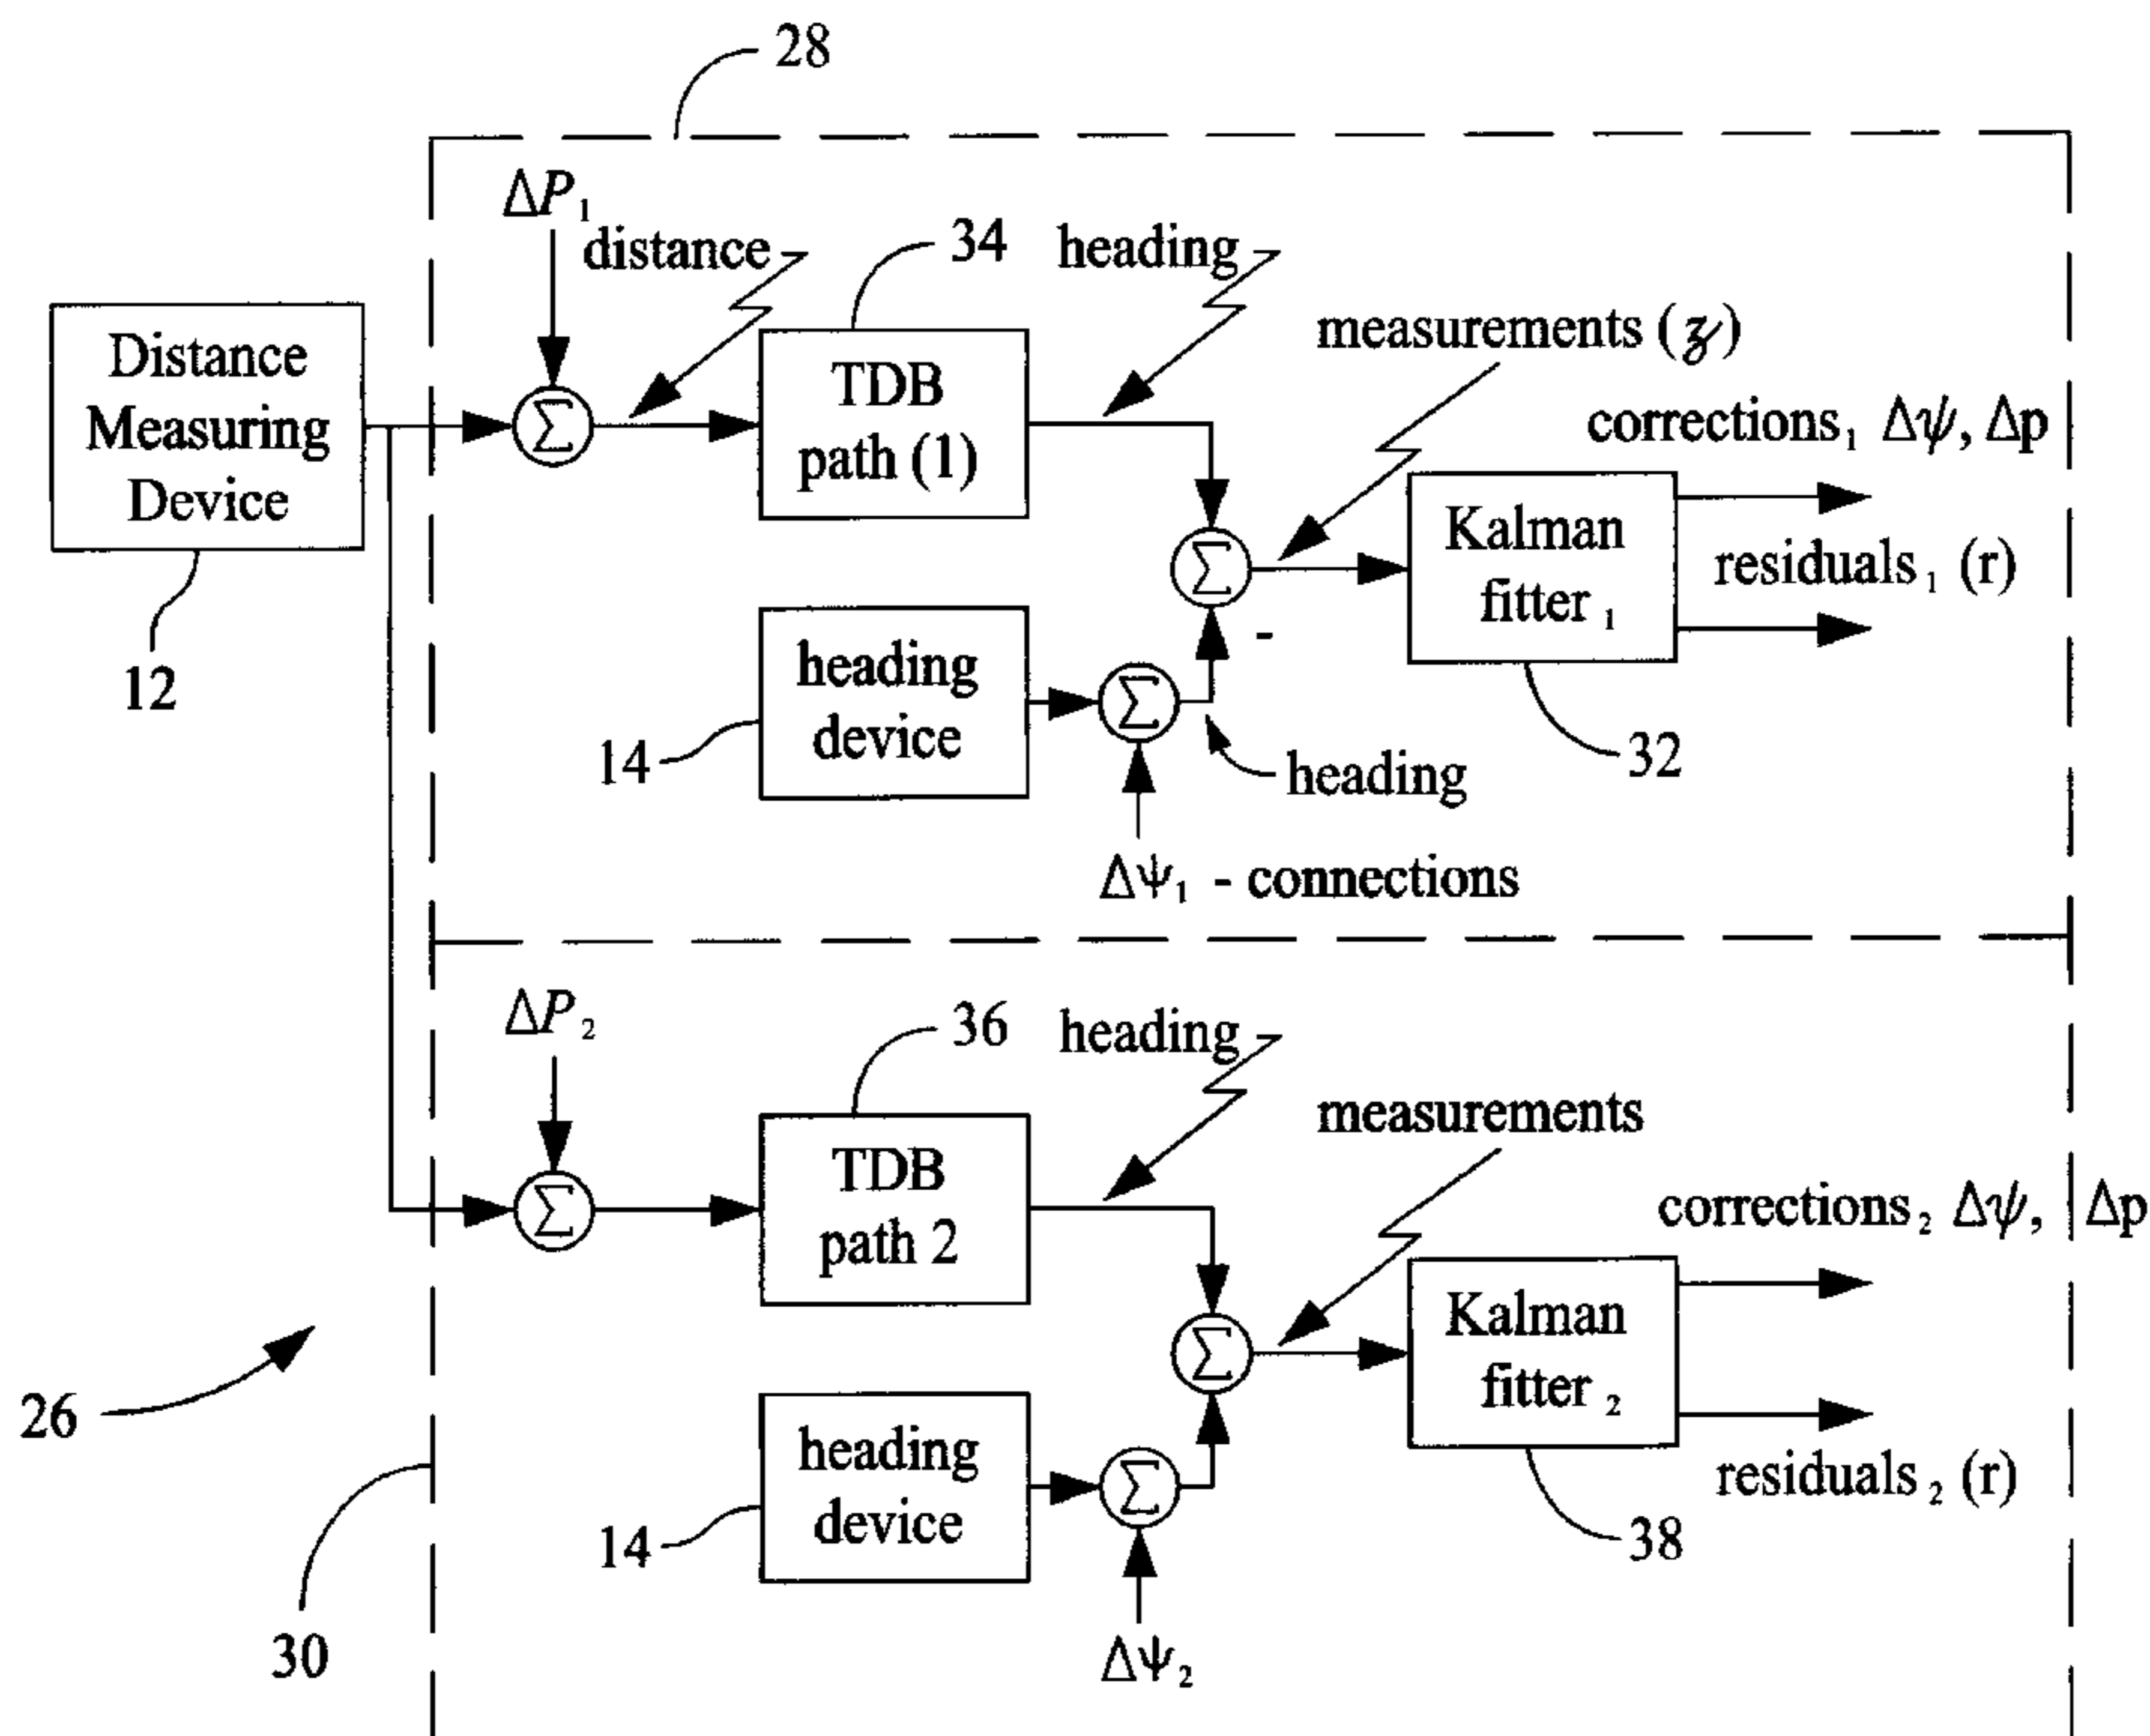 28
ΔP₁
distance
34
heading
Distance
Measuring
Device
TDB
path (1)
measurements (z)
corrections₁ Δψ, Δp
Kalman
fitter₁
residuals₁ (r)
12
heading
device
Σ
Σ
Σ
-
14
heading
32
Δψ₁ - connections
ΔP₂
36
heading
TDB
path 2
measurements
corrections₂ Δψ, Δp
Σ
Σ
Kalman
fitter₂
26
heading
device
Σ
residuals₂ (r)
14
38
30
Δψ₂